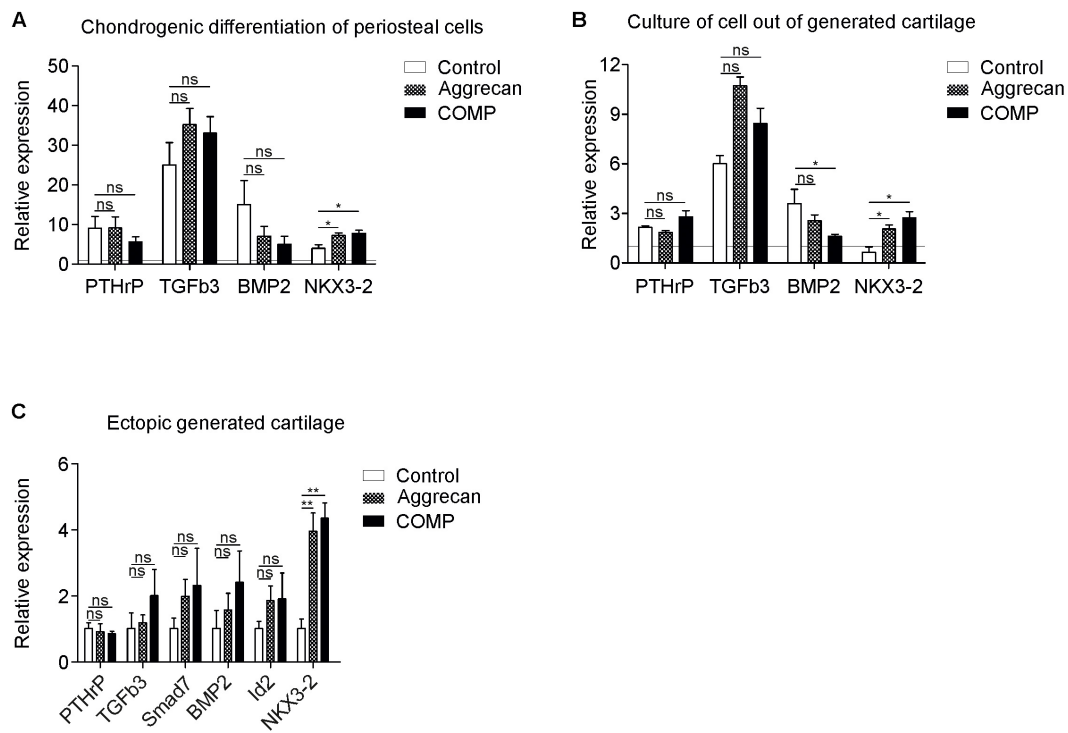 A
Chondrogenic differentiation of periosteal cells
Relative expression
50
40
30
20
10
0
ns
ns
ns
ns
ns
ns
*
*
PTHrP TGFb3 BMP2 NKX3-2
Control
Aggrecan
COMP
B
Culture of cell out of generated cartilage
Relative expression
12
9
6
3
0
ns
ns
ns
ns
*
ns
*
*
PTHrP TGFb3 BMP2 NKX3-2
Control
Aggrecan
COMP
C
Ectopic generated cartilage
Relative expression
6
4
2
0
ns
ns
ns
ns
ns
ns
ns
ns
ns
ns
**
**
PTHrP TGFb3 Smad7 BMP2 Id2 NKX3-2
Control
Aggrecan
COMP